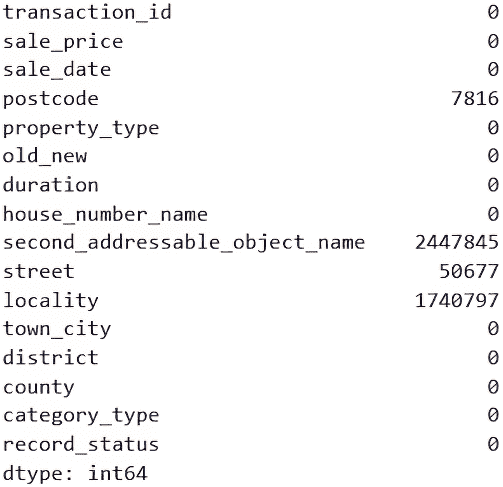 transaction_id 0
sale_price 0
sale_date 0
postcode 7816
property_type 0
old_new 0
duration 0
house_number_name 0
second_addressable_object_name 2447845
street 50677
locality 1740797
town_city 0
district 0
county 0
category_type 0
record_status 0
dtype: int64